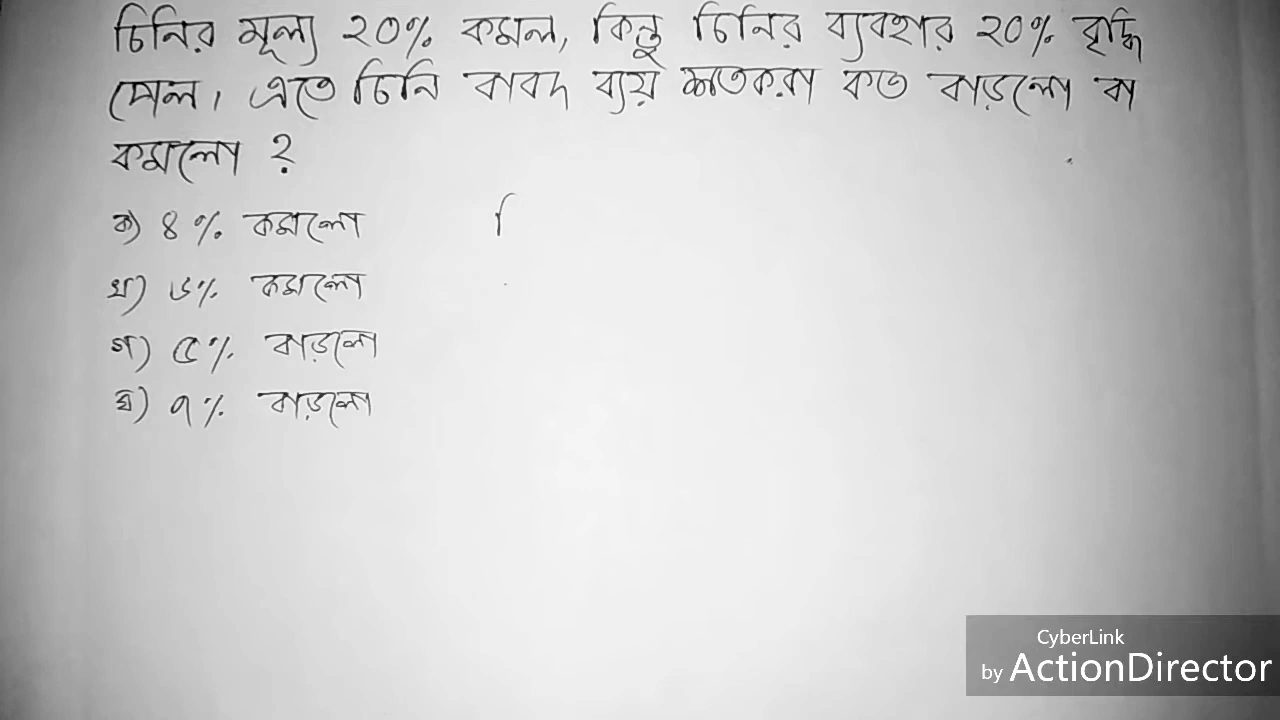 চিনির মূল্য ২০% কমল, কিন্তু চিনির ব্যবহার ২০% বৃদ্ধি
পেল। এতে চিনি বাবদ ব্যয় শতকরা কত বাড়লো বা
কমলো ?
ক) ৪% কমলো
খ) ৬% কমলো
গ) ৫% বাড়লো
ঘ) ৭% বাড়লো
CyberLink
by ActionDirector